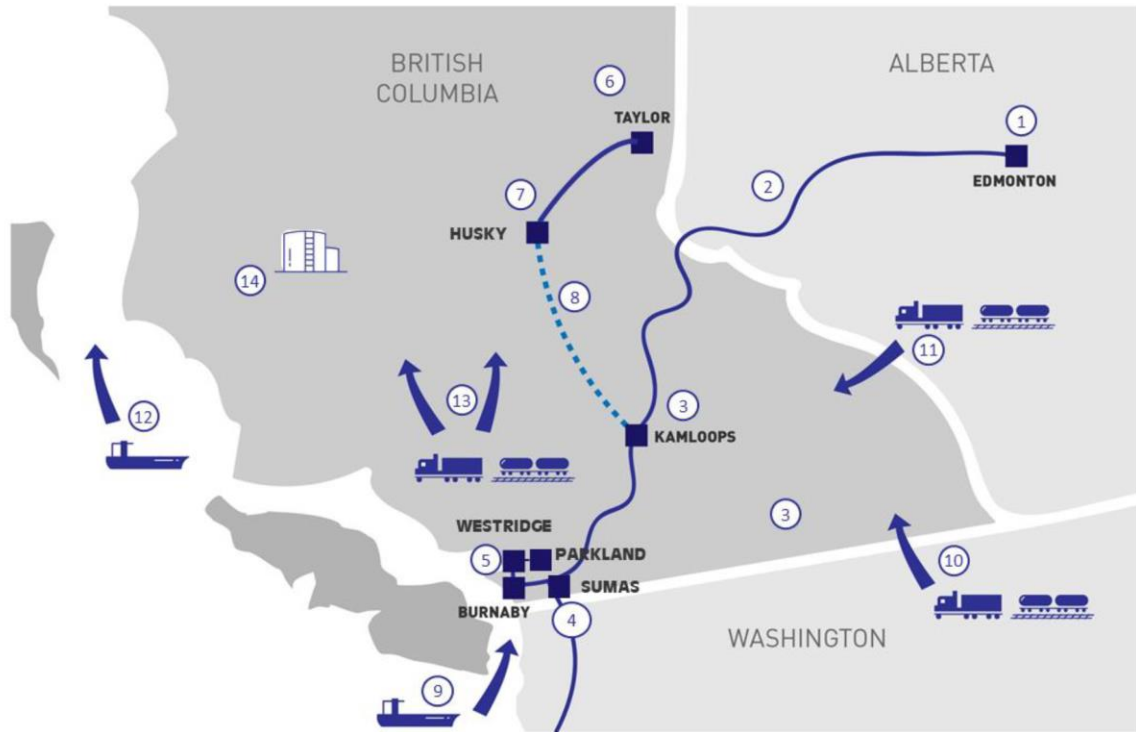 BRITISH
COLUMBIA
ALBERTA
6
TAYLOR
1
EDMONTON
2
7
HUSKY
8
14
11
12
13
3
KAMLOOPS
3
WESTRIDGE
5
PARKLAND
SUMAS
BURNABY
4
10
WASHINGTON
9